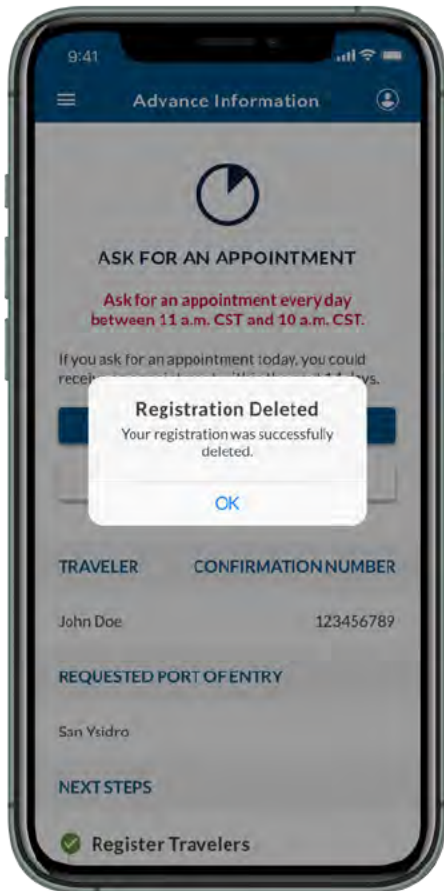 9:41
Advance Information
ASK FOR AN APPOINTMENT
Ask for an appointment every day
between 11 a.m. CST and 10 a.m. CST.
If you ask for an appointment today, you could
Registration Deleted
Your registration was successfully
deleted.
OK
TRAVELER CONFIRMATION NUMBER
John Doe 123456789
REQUESTED PORT OF ENTRY
San Ysidro
NEXT STEPS
Register Travelers